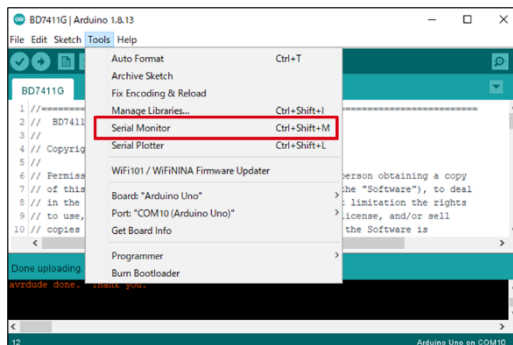 BD7411G | Arduino 1.8.13
File Edit Sketch Tools Help
Auto Format Ctrl+T
Archive Sketch
Fix Encoding & Reload
Manage Libraries... Ctrl+Shift+I
Serial Monitor Ctrl+Shift+M
Serial Plotter Ctrl+Shift+L
WiFi101 / WiFiNINA Firmware Updater
Board: "Arduino Uno"
Port: "COM10 (Arduino Uno)"
Get Board Info
Programmer
Burn Bootloader
BD7411G
1 //
2 // BD7411
3 //
4 // Copyrig
5 //
6 // Permiss person obtaining a copy
7 // of this the "Software"), to deal
8 // in the t limitation the rights
9 // to use, license, and/or sell
10 // copies the Software is
Done uploading.
avrdude done. Thank you.
12 Arduino Uno on COM10